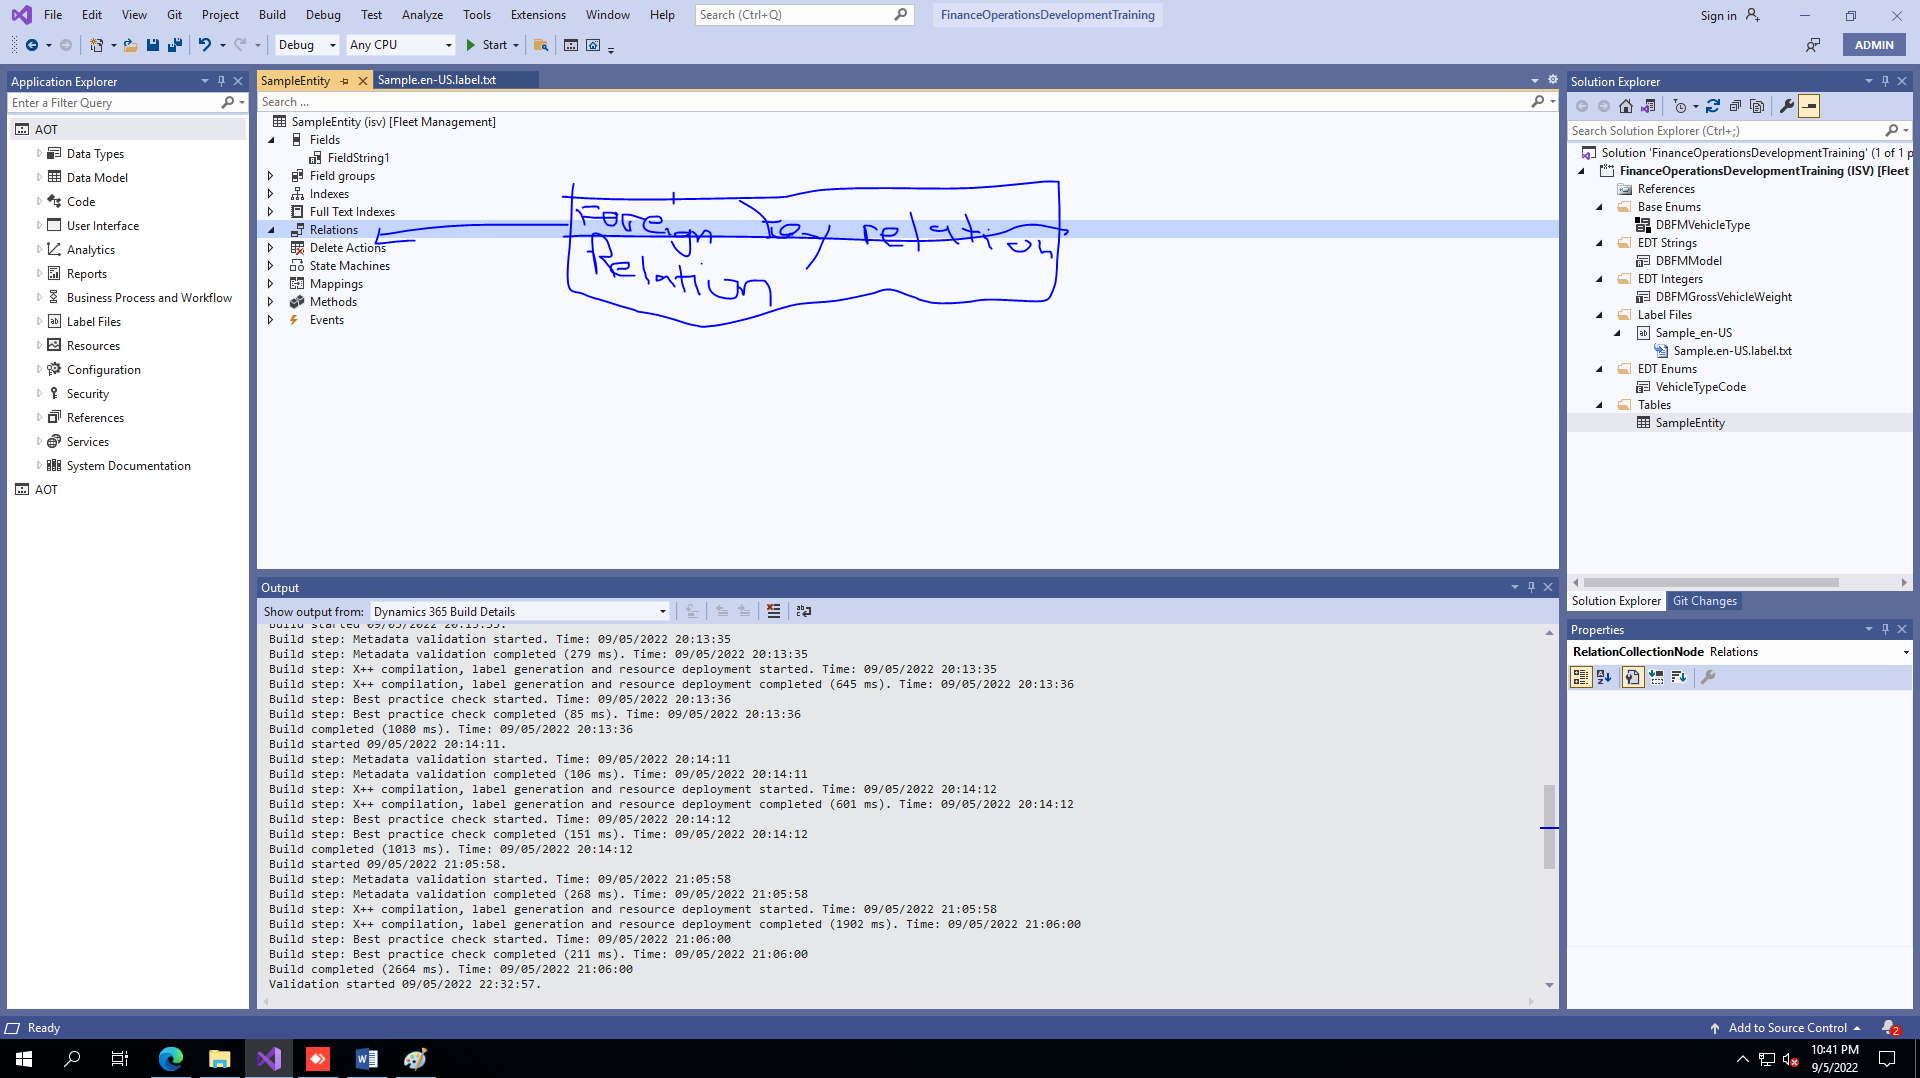 File Edit View Git Project Build Debug Test Analyze Tools Extensions Window Help Search (Ctrl+Q) FinanceOperationsDevelopmentTraining Sign in
Debug Any CPU Start ADMIN
Application Explorer
Enter a Filter Query
AOT
Data Types
Data Model
Code
User Interface
Analytics
Reports
Business Process and Workflow
Label Files
Resources
Configuration
Security
References
Services
System Documentation
AOT
SampleEntity Sample.en-US.label.txt
Search ...
SampleEntity (isv) [Fleet Management]
Fields
FieldString1
Field groups
Indexes
Full Text Indexes
Relations
Delete Actions
State Machines
Mappings
Methods
Events
Foreign key relation
Relation
Output
Show output from: Dynamics 365 Build Details
Build started 09/05/2022 20:13:35.
Build step: Metadata validation started. Time: 09/05/2022 20:13:35
Build step: Metadata validation completed (279 ms). Time: 09/05/2022 20:13:35
Build step: X++ compilation, label generation and resource deployment started. Time: 09/05/2022 20:13:35
Build step: X++ compilation, label generation and resource deployment completed (645 ms). Time: 09/05/2022 20:13:36
Build step: Best practice check started. Time: 09/05/2022 20:13:36
Build step: Best practice check completed (85 ms). Time: 09/05/2022 20:13:36
Build completed (1080 ms). Time: 09/05/2022 20:13:36
Build started 09/05/2022 20:14:11.
Build step: Metadata validation started. Time: 09/05/2022 20:14:11
Build step: Metadata validation completed (106 ms). Time: 09/05/2022 20:14:11
Build step: X++ compilation, label generation and resource deployment started. Time: 09/05/2022 20:14:12
Build step: X++ compilation, label generation and resource deployment completed (601 ms). Time: 09/05/2022 20:14:12
Build step: Best practice check started. Time: 09/05/2022 20:14:12
Build step: Best practice check completed (151 ms). Time: 09/05/2022 20:14:12
Build completed (1013 ms). Time: 09/05/2022 20:14:12
Build started 09/05/2022 21:05:58.
Build step: Metadata validation started. Time: 09/05/2022 21:05:58
Build step: Metadata validation completed (268 ms). Time: 09/05/2022 21:05:58
Build step: X++ compilation, label generation and resource deployment started. Time: 09/05/2022 21:05:58
Build step: X++ compilation, label generation and resource deployment completed (1902 ms). Time: 09/05/2022 21:06:00
Build step: Best practice check started. Time: 09/05/2022 21:06:00
Build step: Best practice check completed (211 ms). Time: 09/05/2022 21:06:00
Build completed (2664 ms). Time: 09/05/2022 21:06:00
Validation started 09/05/2022 22:32:57.
Solution Explorer
Search Solution Explorer (Ctrl+;)
Solution 'FinanceOperationsDevelopmentTraining' (1 of 1 p
FinanceOperationsDevelopmentTraining (ISV) [Fleet
References
Base Enums
DBFMVehicleType
EDT Strings
DBFMModel
EDT Integers
DBFMGrossVehicleWeight
Label Files
Sample_en-US
Sample.en-US.label.txt
EDT Enums
VehicleTypeCode
Tables
SampleEntity
Solution Explorer Git Changes
Properties
RelationCollectionNode Relations
Ready
Add to Source Control 2
10:41 PM
9/5/2022